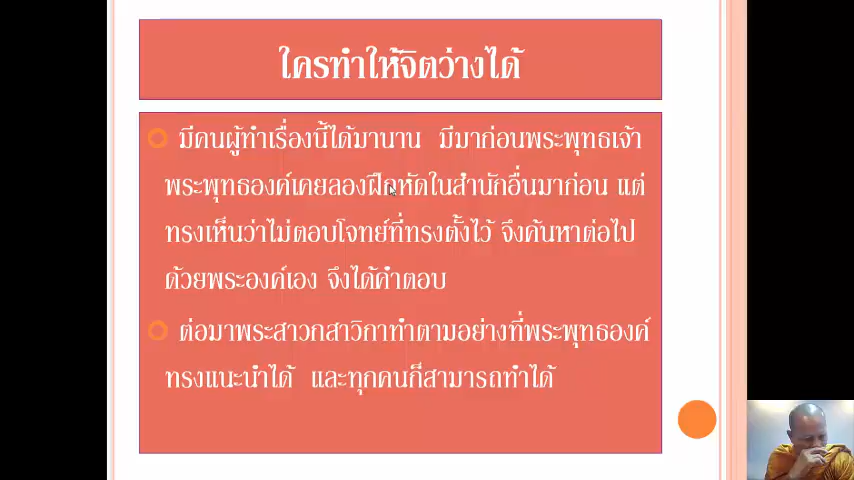 ใครทำให้จิตว่างได้
มีคนผู้ทำเรื่องนี้ได้มานาน มีมาก่อนพระพุทธเจ้า
พระพุทธองค์เคยลองฝึกหัดในสำนักอื่นมาก่อน แต่
ทรงเห็นว่าไม่ตอบโจทย์ที่ทรงตั้งไว้ จึงค้นหาต่อไป
ด้วยพระองค์เอง จึงได้คำตอบ
ต่อมาพระสาวกสาวิกาทำตามอย่างที่พระพุทธองค์
ทรงแนะนำได้ และทุกคนก็สามารถทำได้